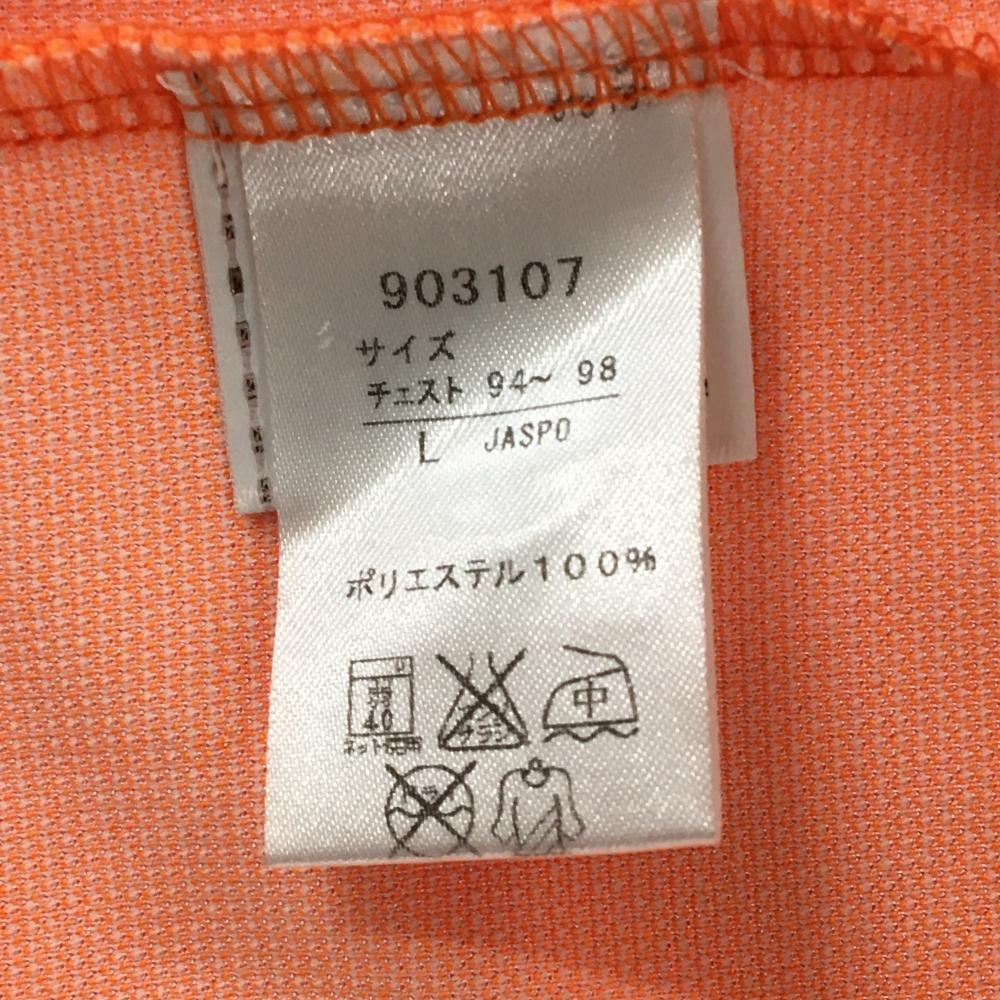 903107
サイズ
チェスト 94~ 98
L JASPO
ポリエステル100%
40
中